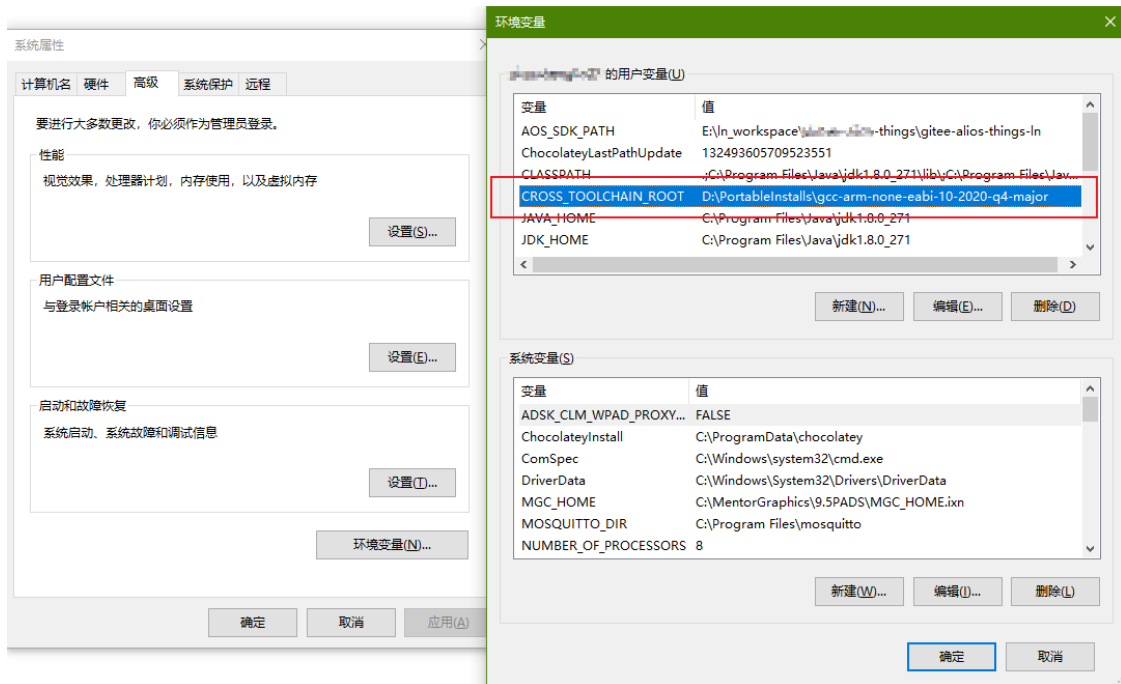 系统属性
计算机名 硬件 高级 系统保护 远程
要进行大多数更改，你必须作为管理员登录。
性能
视觉效果，处理器计划，内存使用，以及虚拟内存
设置(S)...
用户配置文件
与登录帐户相关的桌面设置
设置(E)...
启动和故障恢复
系统启动、系统故障和调试信息
设置(T)...
环境变量(N)...
确定 取消 应用(A)
环境变量
的用户变量(U)
变量 值
AOS_SDK_PATH E:\ln_workspace\ -things\gitee-alios-things-ln
ChocolateyLastPathUpdate 132493605709523551
CLASSPATH .;C:\Program Files\Java\jdk1.8.0_271\lib\;C:\Program Files\Jav...
CROSS_TOOLCHAIN_ROOT D:\PortableInstalls\gcc-arm-none-eabi-10-2020-q4-major
JAVA_HOME C:\Program Files\Java\jdk1.8.0_271
JDK_HOME C:\Program Files\Java\jdk1.8.0_271
新建(N)... 编辑(E)... 删除(D)
系统变量(S)
变量 值
ADSK_CLM_WPAD_PROXY... FALSE
ChocolateyInstall C:\ProgramData\chocolatey
ComSpec C:\Windows\system32\cmd.exe
DriverData C:\Windows\System32\Drivers\DriverData
MGC_HOME C:\MentorGraphics\9.5PADS\MGC_HOME.ixn
MOSQUITTO_DIR C:\Program Files\mosquitto
NUMBER_OF_PROCESSORS 8
新建(W)... 编辑(I)... 删除(L)
确定 取消